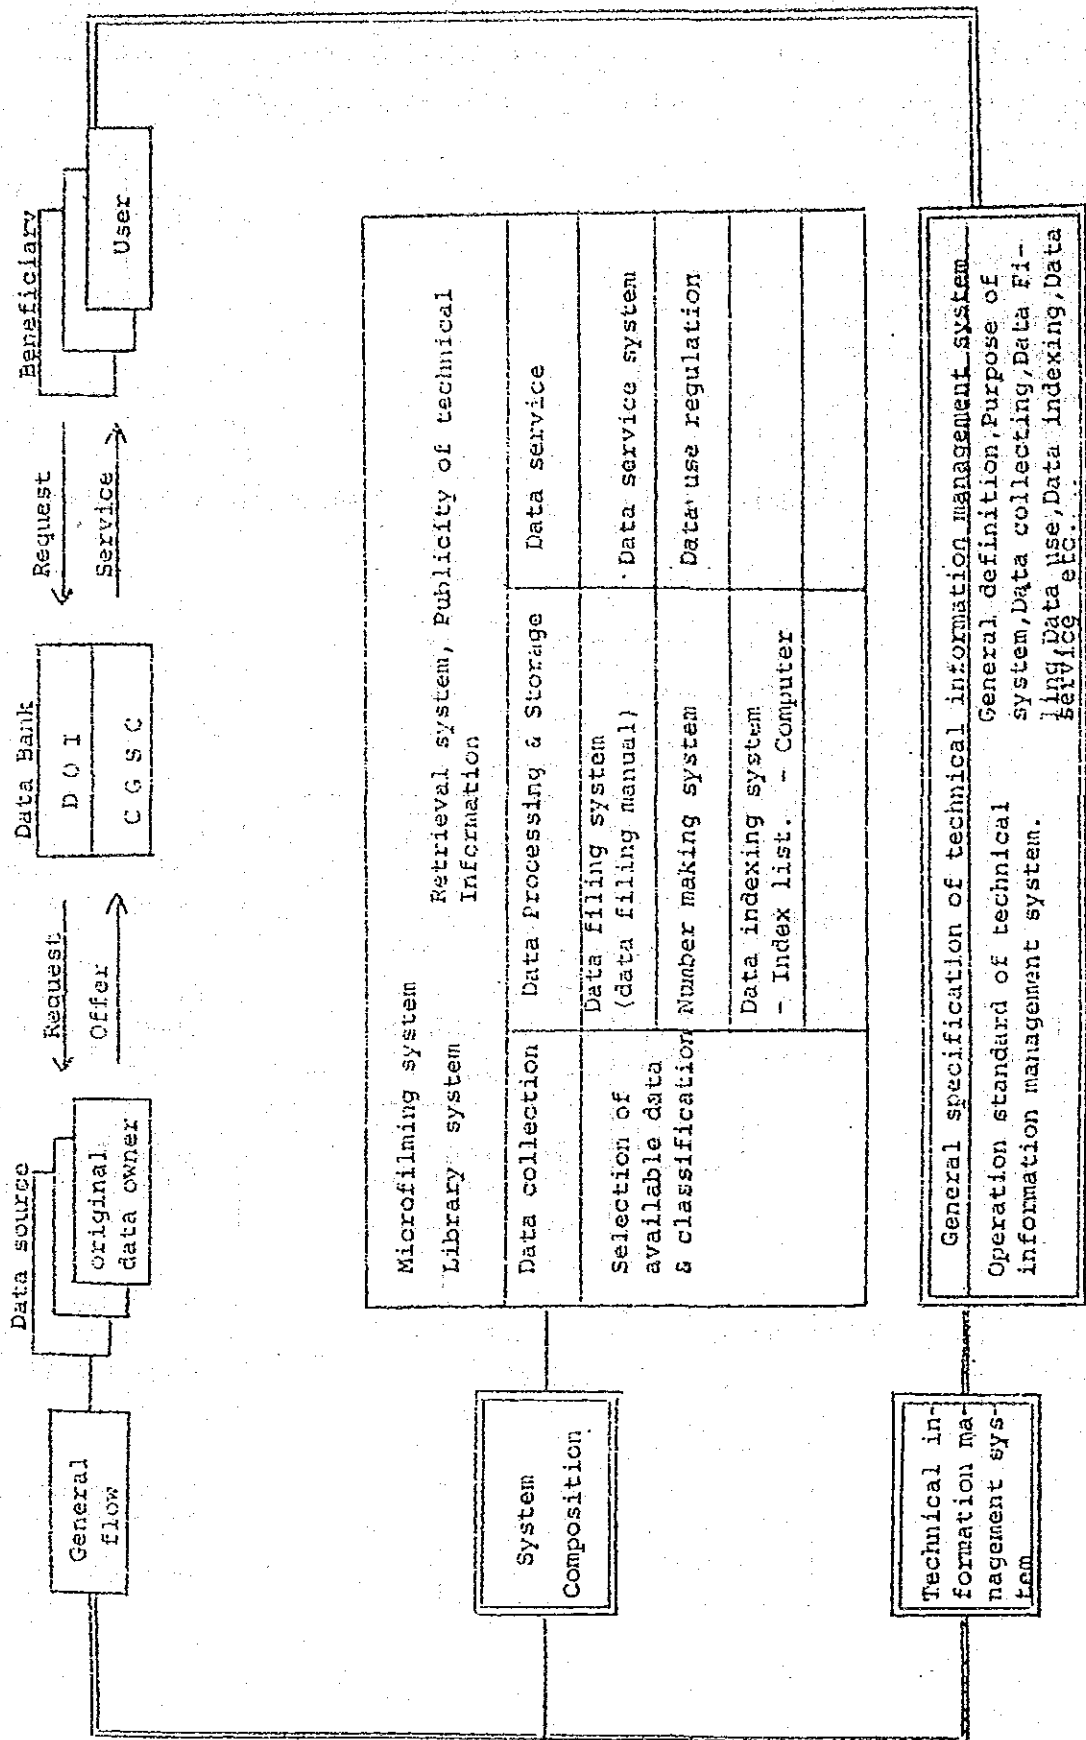 General
flow
Data source
original
data owner
Request
Offer
Data Bank
D O I
C G S C
Request
Service
Beneficiary
User
System
Composition
Microfilming system
Library system
Retrieval system, Publicity of technical
Information
Data collection
Data Processing & Storage
Data service
Selection of
available data
& classification
Data filing system
(data filing manual)
Data service system
Number making system
Data use regulation
Data indexing system
- Index list. - Computer
Technical in-
formation ma-
nagement sys-
tem
General specification of technical information management system
Operation standard of technical
information management system.
General definition,Purpose of
system,Data collecting,Data Fi-
ling,Data use,Data indexing,Data
service etc...